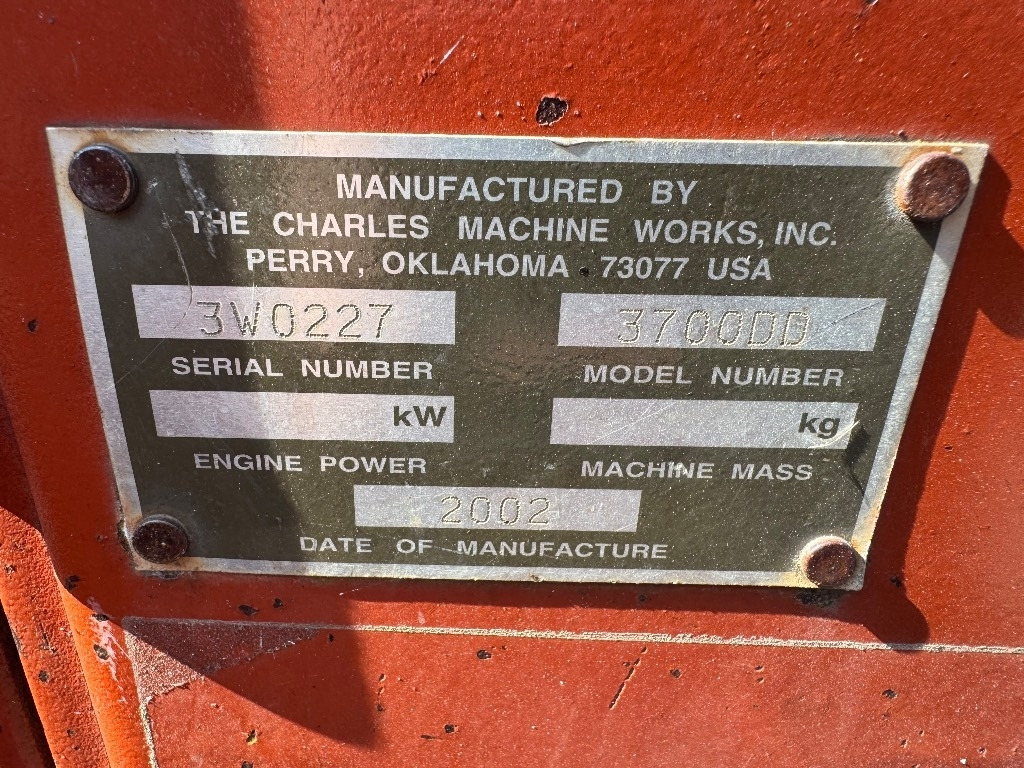 MANUFACTURED BY
THE CHARLES MACHINE WORKS, INC.
PERRY, OKLAHOMA 73077 USA
3W0227 3700DD
SERIAL NUMBER MODEL NUMBER
kW kg
ENGINE POWER MACHINE MASS
2002
DATE OF MANUFACTURE